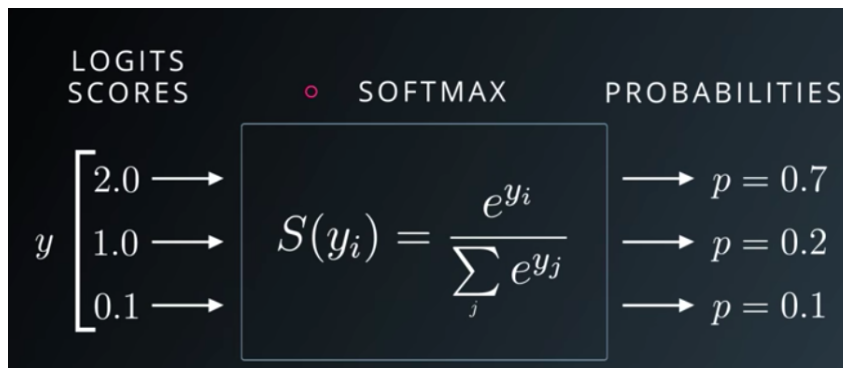 LOGITS
SCORES
SOFTMAX
PROBABILITIES
y
2.0
1.0
0.1
S(y_i) = e^{y_i} / \sum_j e^{y_j}
p = 0.7
p = 0.2
p = 0.1